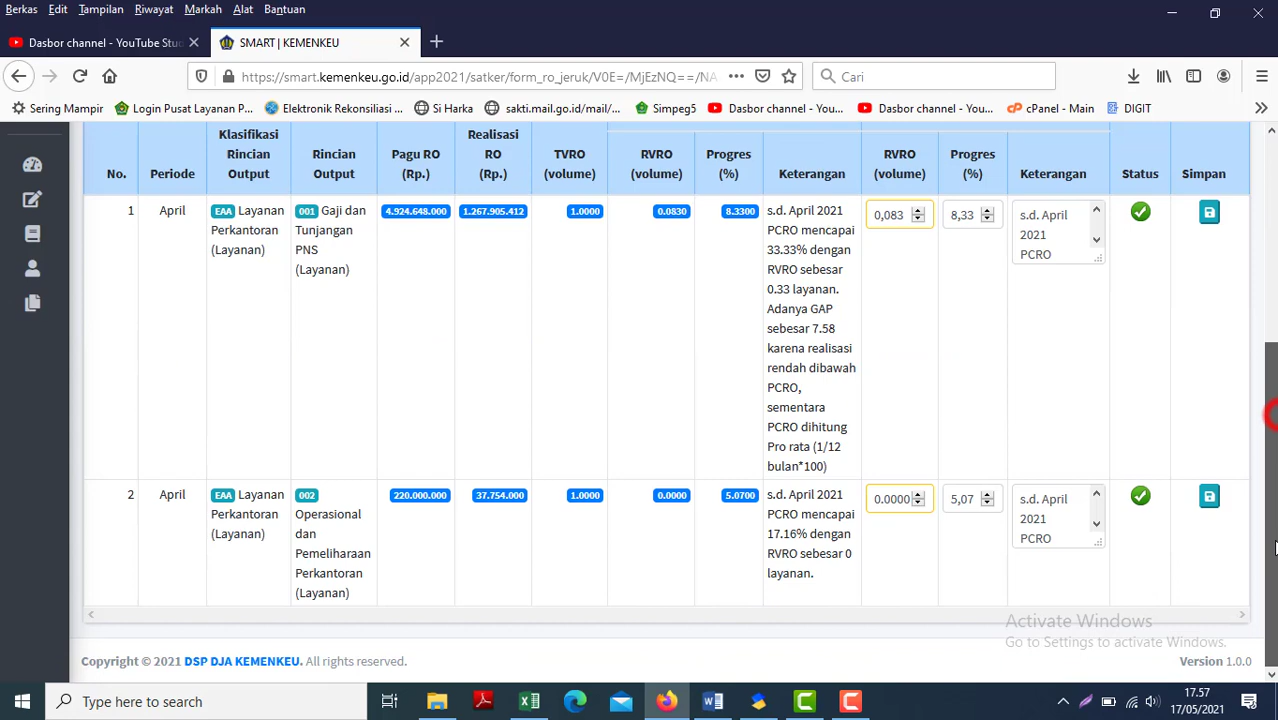 Berkas Edit Tampilan Riwayat Markah Alat Bantuan
Dasbor channel - YouTube Stu
SMART | KEMENKEU
https://smart.kemenkeu.go.id/app2021/satker/form_ro_jeruk/V0E=/MjEzNQ==/NA
Cari
Sering Mampir Login Pusat Layanan P... Elektronik Rekonsiliasi ... Si Harka sakti.mail.go.id/mail/... Simpeg5 Dasbor channel - You... Dasbor channel - You... cPanel - Main DIGIT
No.
Periode
Klasifikasi
Rincian
Output
Rincian
Output
Pagu RO
(Rp.)
Realisasi
RO
(Rp.)
TVRO
(volume)
RVRO
(volume)
Progres
(%)
Keterangan
RVRO
(volume)
Progres
(%)
Keterangan
Status
Simpan
1
April
EAA Layanan
Perkantoran
(Layanan)
001 Gaji dan
Tunjangan
PNS
(Layanan)
4.924.648.000
1.267.905.412
1.0000
0.0830
8.3300
s.d. April 2021
PCRO mencapai
33.33% dengan
RVRO sebesar
0.33 layanan.
Adanya GAP
sebesar 7.58
karena realisasi
rendah dibawah
PCRO,
sementara
PCRO dihitung
Pro rata (1/12
bulan*100)
0,083
8,33
s.d. April
2021
PCRO
2
April
EAA Layanan
Perkantoran
(Layanan)
002
Operasional
dan
Pemeliharaan
Perkantoran
(Layanan)
220.000.000
37.754.000
1.0000
0.0000
5.0700
s.d. April 2021
PCRO mencapai
17.16% dengan
RVRO sebesar 0
layanan.
0.0000
5,07
s.d. April
2021
PCRO
Activate Windows
Go to Settings to activate Windows.
Copyright © 2021 DSP DJA KEMENKEU. All rights reserved.
Version 1.0.0
Type here to search
17.57
17/05/2021